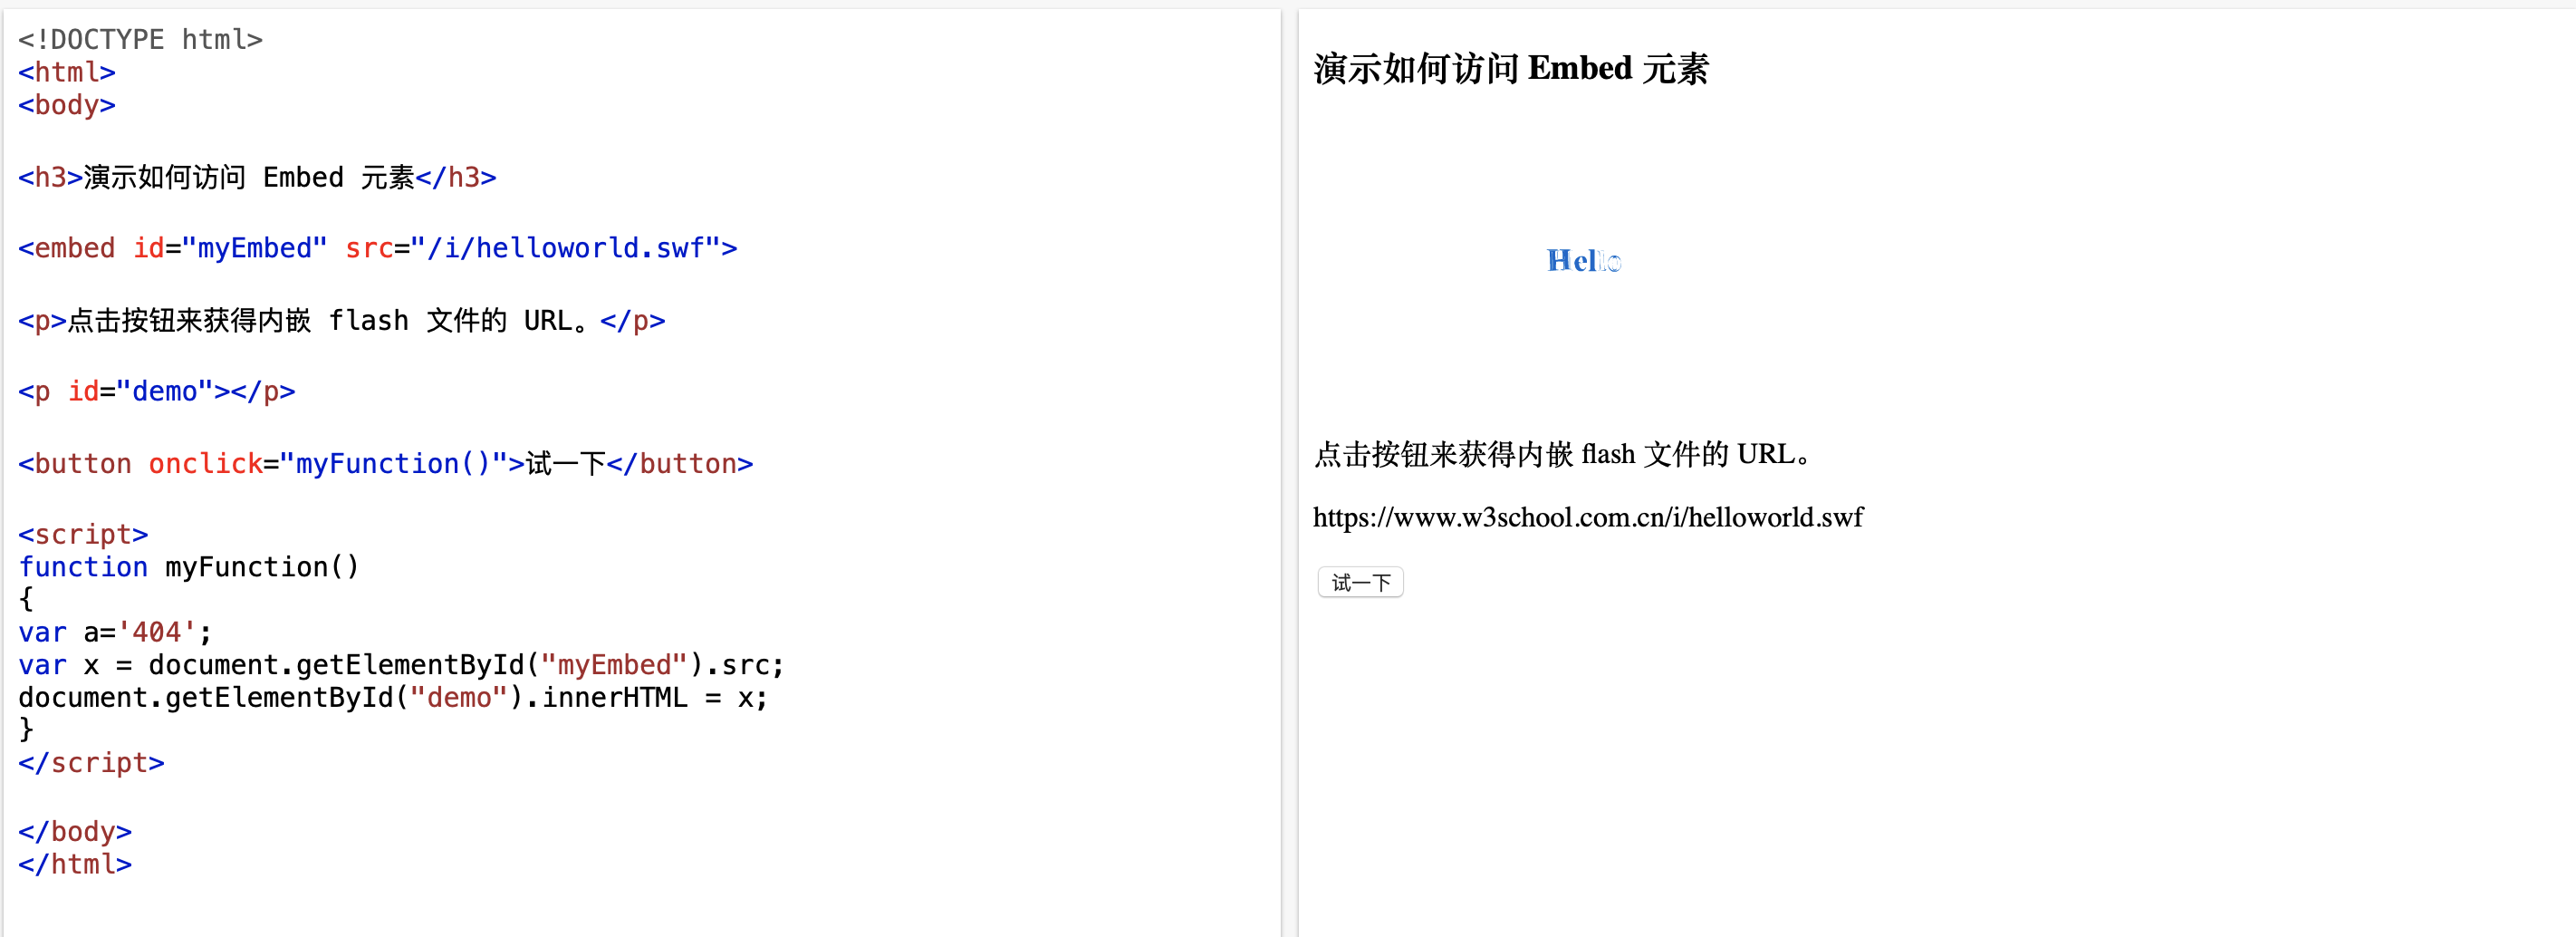 <!DOCTYPE html>
<html>
<body>
<h3>演示如何访问 Embed 元素</h3>
<embed id="myEmbed" src="/i/helloworld.swf">
<p>点击按钮来获得内嵌 flash 文件的 URL。</p>
<p id="demo"></p>
<button onclick="myFunction()">试一下</button>
<script>
function myFunction()
{
var a='404';
var x = document.getElementById("myEmbed").src;
document.getElementById("demo").innerHTML = x;
}
</script>
</body>
</html>
演示如何访问 Embed 元素
Hello
点击按钮来获得内嵌 flash 文件的 URL。
https://www.w3school.com.cn/i/helloworld.swf
试一下